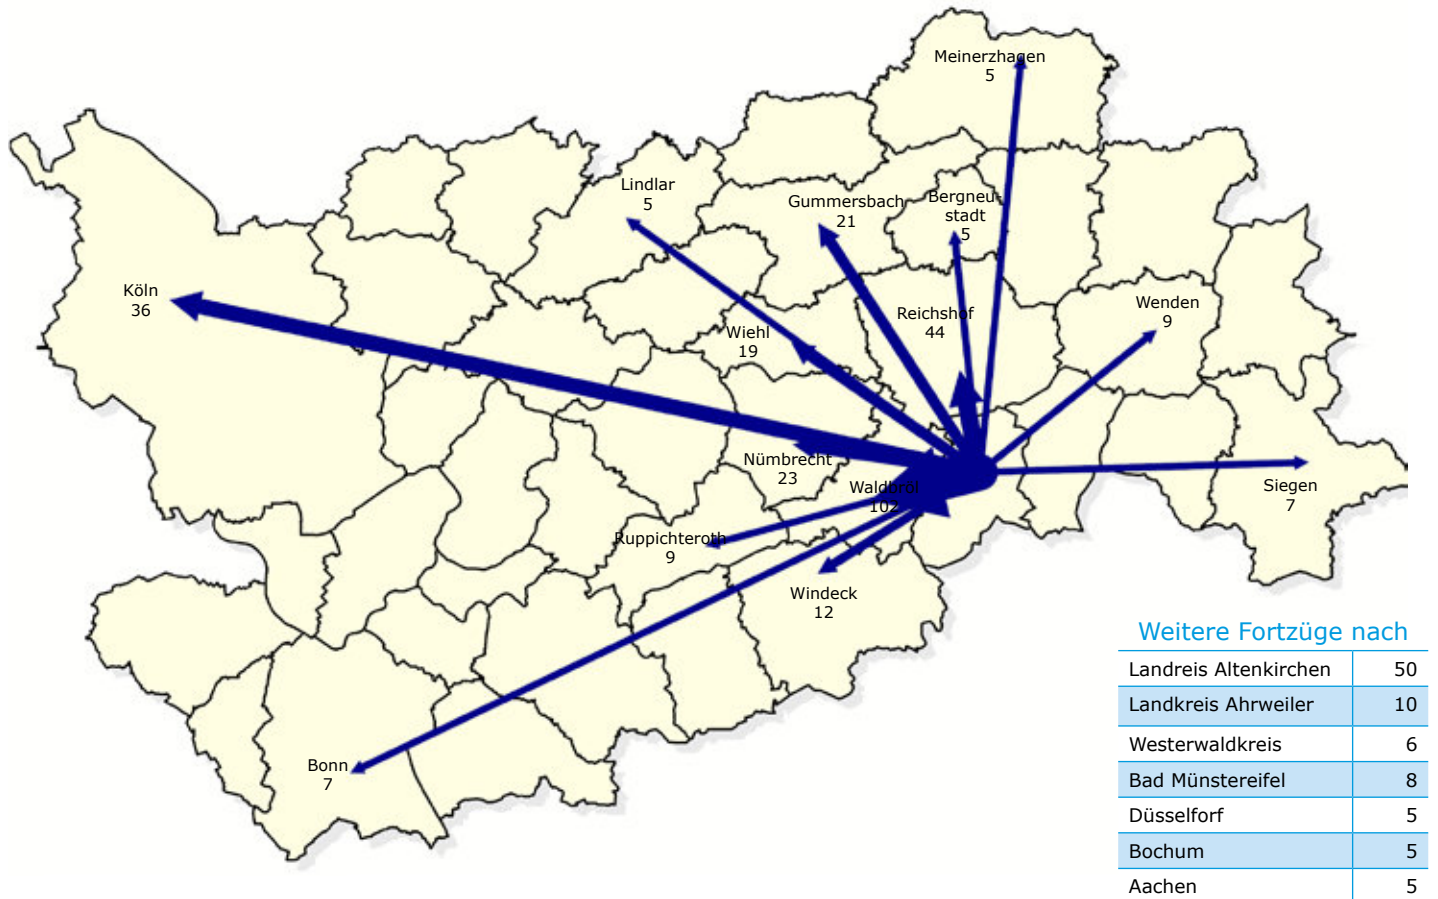 Meinerzhagen
5
Lindlar
5
Gummersbach
21
Bergneu-
stadt
5
Köln
36
Wiehl
19
Reichshof
44
Wenden
9
Nümbrecht
23
Waldbröl
102
Siegen
7
Ruppichteroth
9
Windeck
12
Bonn
7
Weitere Fortzüge nach
Landreis Altenkirchen 50
Landkreis Ahrweiler 10
Westerwaldkreis 6
Bad Münstereifel 8
Düsselforf 5
Bochum 5
Aachen 5